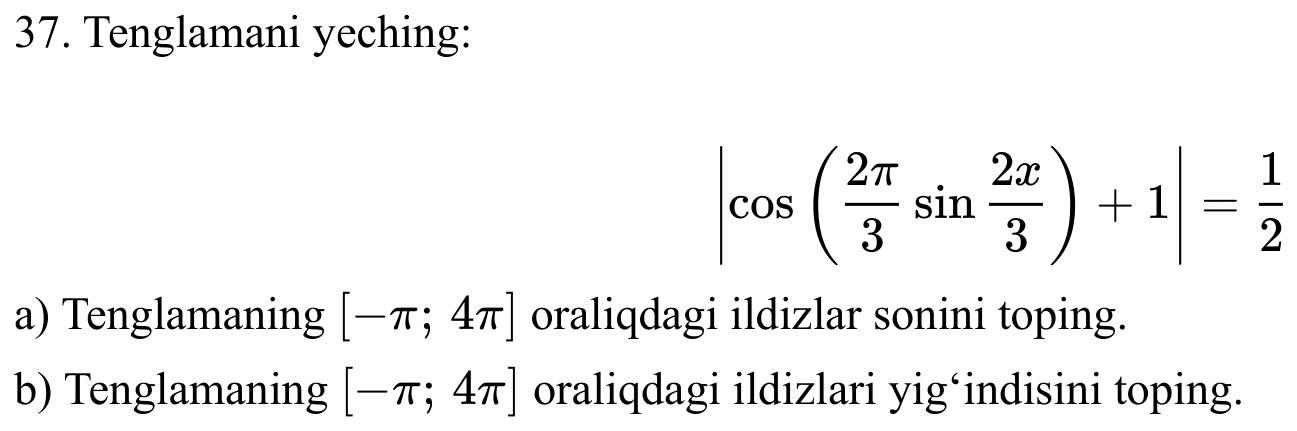 37. Tenglamani yeching:
|cos (2π/3 sin 2x/3) + 1| = 1/2
a) Tenglamaning [−π; 4π] oraliqdagi ildizlar sonini toping.
b) Tenglamaning [−π; 4π] oraliqdagi ildizlari yig‘indisini toping.